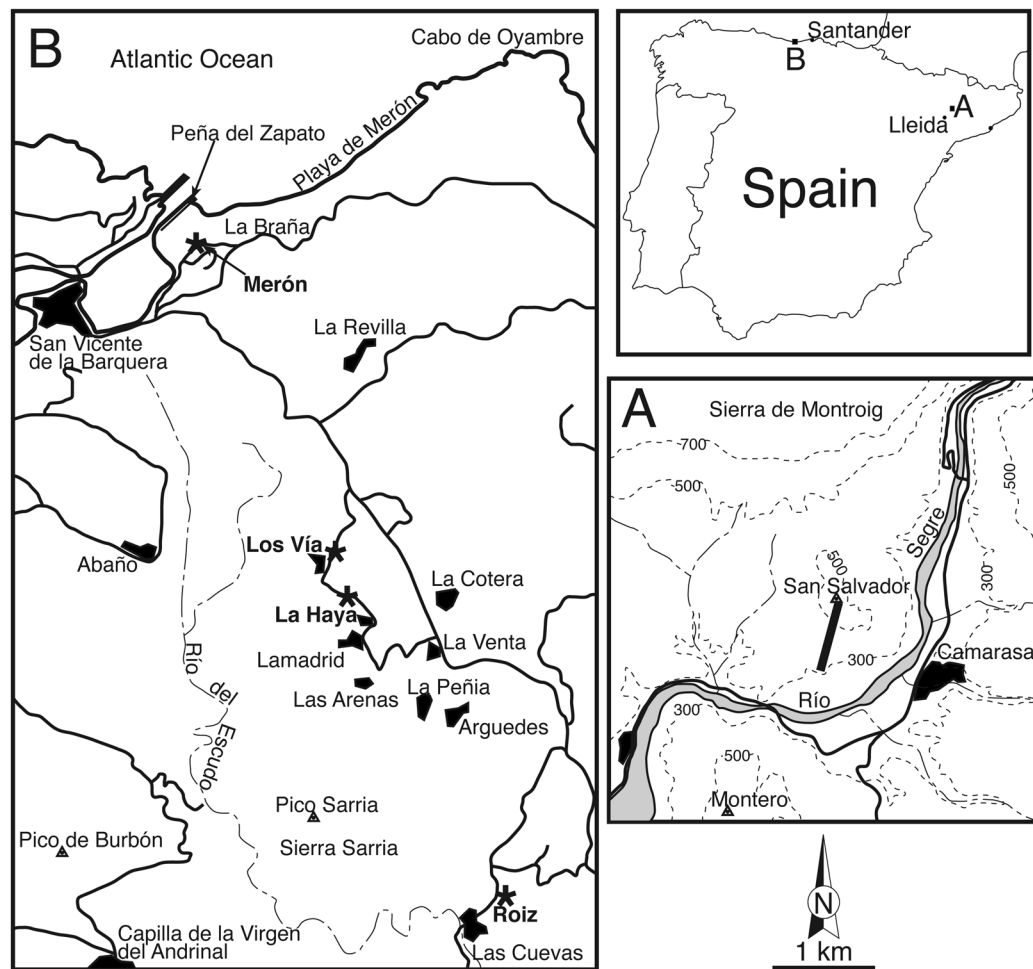 B
Atlantic Ocean
Cabo de Oyambre
Peña del Zapato
Playa de Merón
La Braña
Merón
La Revilla
San Vicente
de la Barquera
Abaño
Los Vía
La Cotera
La Haya
La Venta
Lamadrid
Las Arenas
La Peñia
Arguedes
Río
del
Escudo
Pico Sarria
Sierra Sarria
Pico de Burbón
Roiz
Capilla de la Virgen
del Andrinal
Las Cuevas
Santander
B
A
Lleida
Spain
A
Sierra de Montroig
700
500
500
Segre
500
San Salvador
300
300
Camarasa
Río
300
500
Montero
N
1 km